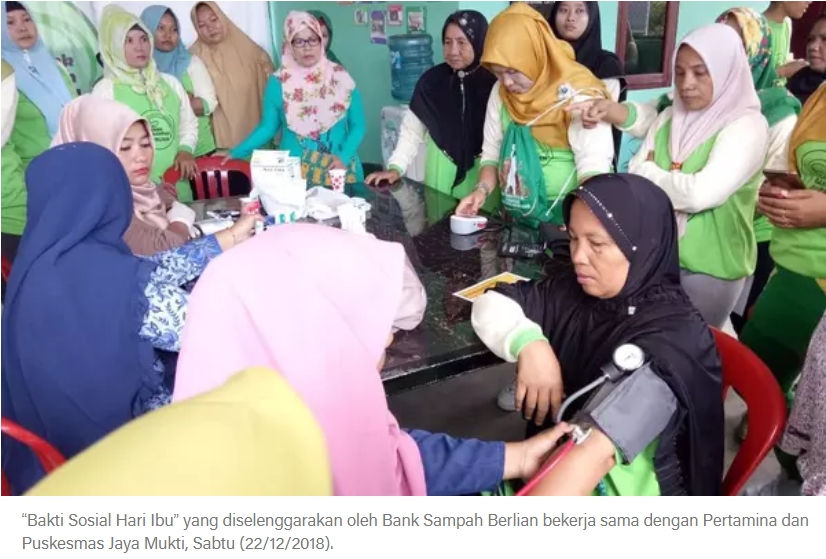 “Bakti Sosial Hari Ibu” yang diselenggarakan oleh Bank Sampah Berlian bekerja sama dengan Pertamina dan
Puskesmas Jaya Mukti, Sabtu (22/12/2018).